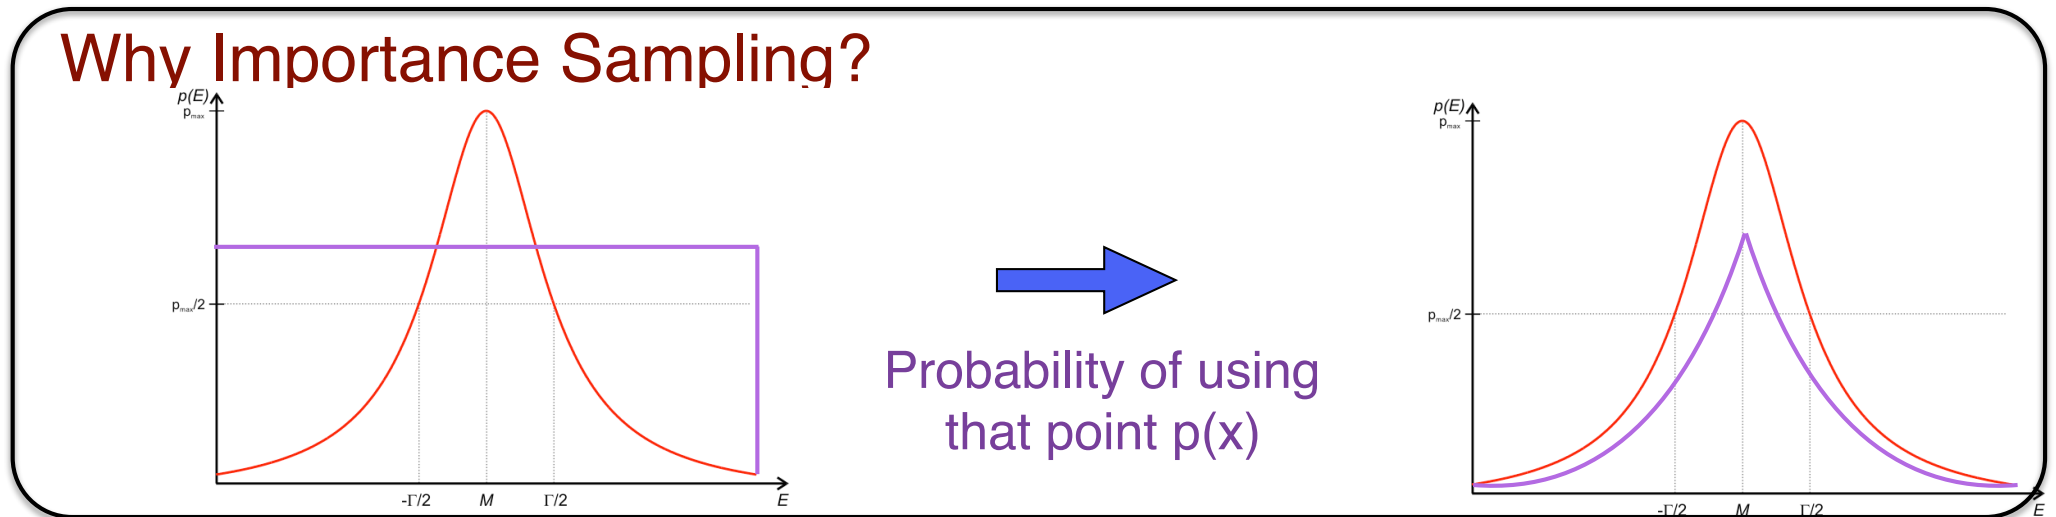 Why Importance Sampling?
p(E)
pmax
pmax/2
-Γ/2 M Γ/2 E
Probability of using
that point p(x)
p(E)
pmax
pmax/2
-Γ/2 M Γ/2 E